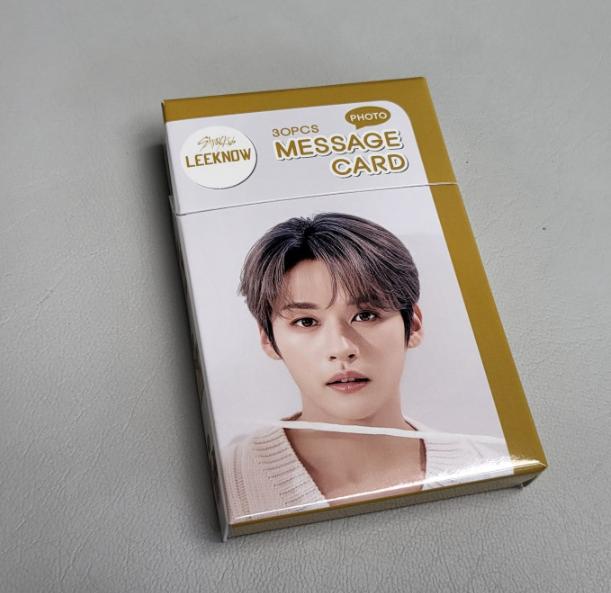 Stray Kids
LEEKNOW
30PCS
PHOTO
MESSAGE
CARD